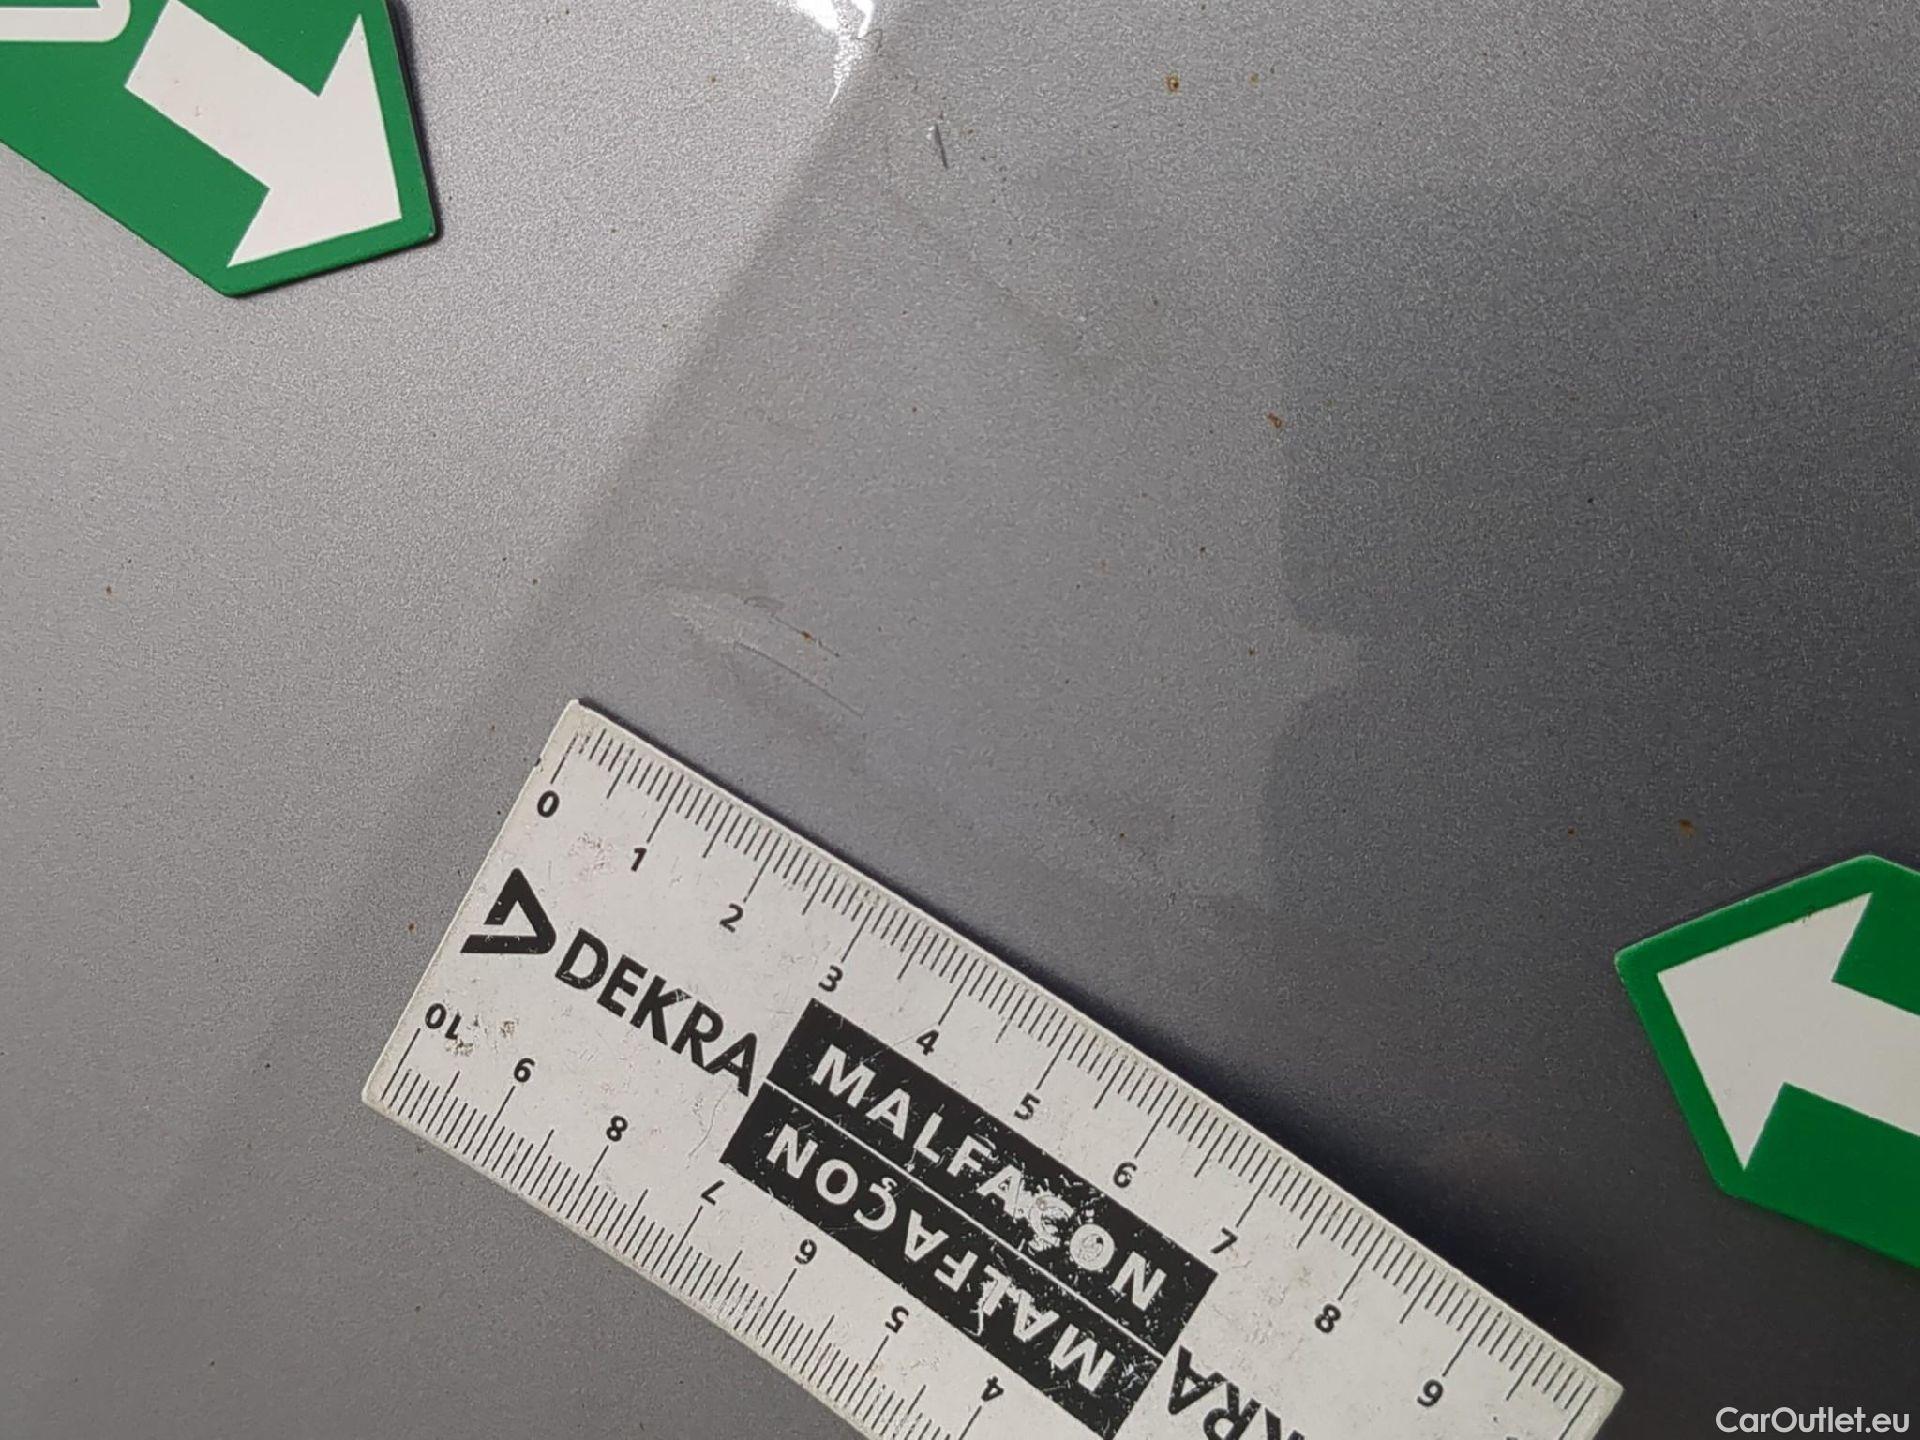 0 1 2 3 4 5 6 7 8 9
DEKRA
MALFAÇON
MALFAÇON
KRA
10 9 8 7 6 5 4
CarOutlet.eu